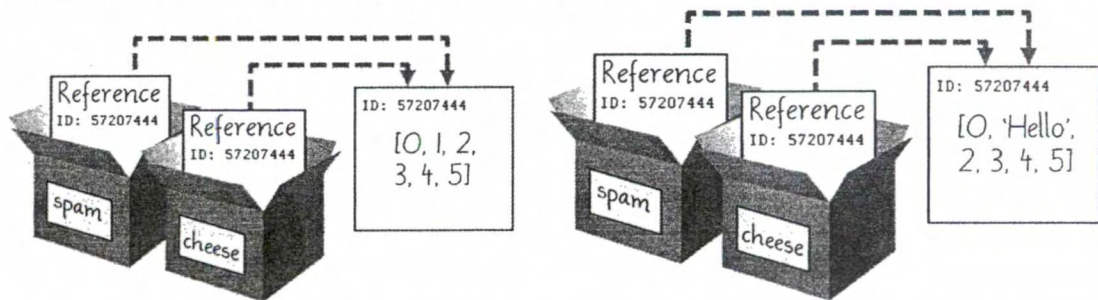 Reference
ID: 57207444
Reference
ID: 57207444
spam
cheese
ID: 57207444
[0, 1, 2,
3, 4, 5]
Reference
ID: 57207444
Reference
ID: 57207444
spam
cheese
ID: 57207444
[0, 'Hello',
2, 3, 4, 5]